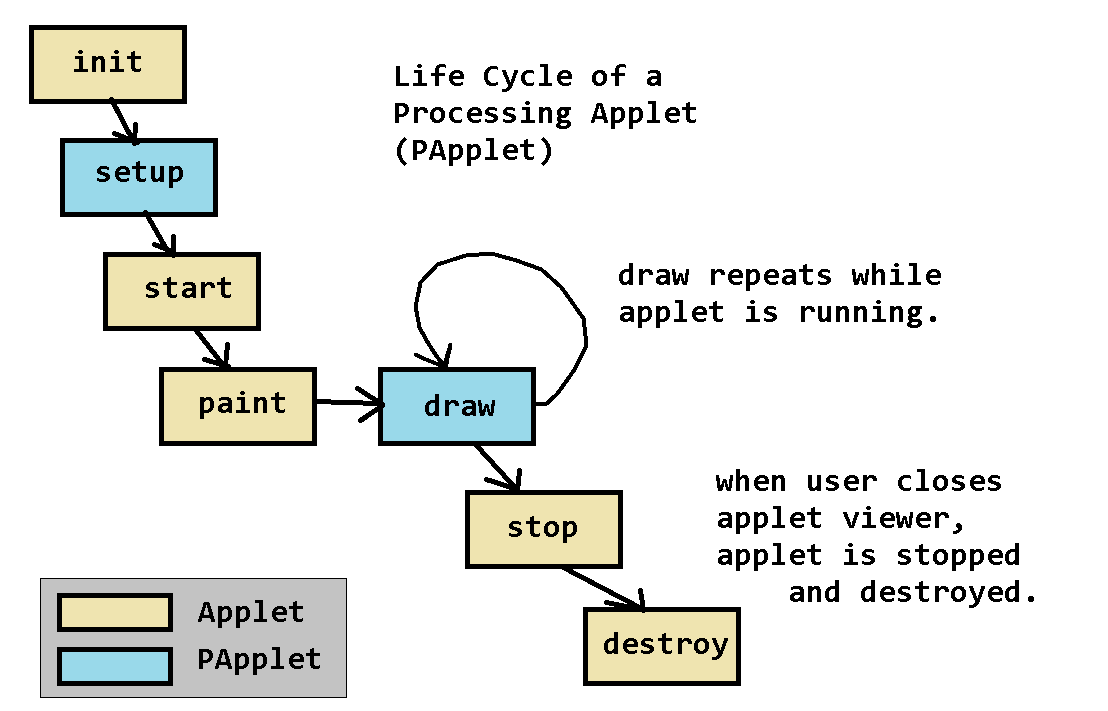 init
Life Cycle of a
Processing Applet
(PApplet)
setup
start
draw repeats while
applet is running.
paint
draw
when user closes
applet viewer,
applet is stopped
and destroyed.
stop
destroy
Applet
PApplet